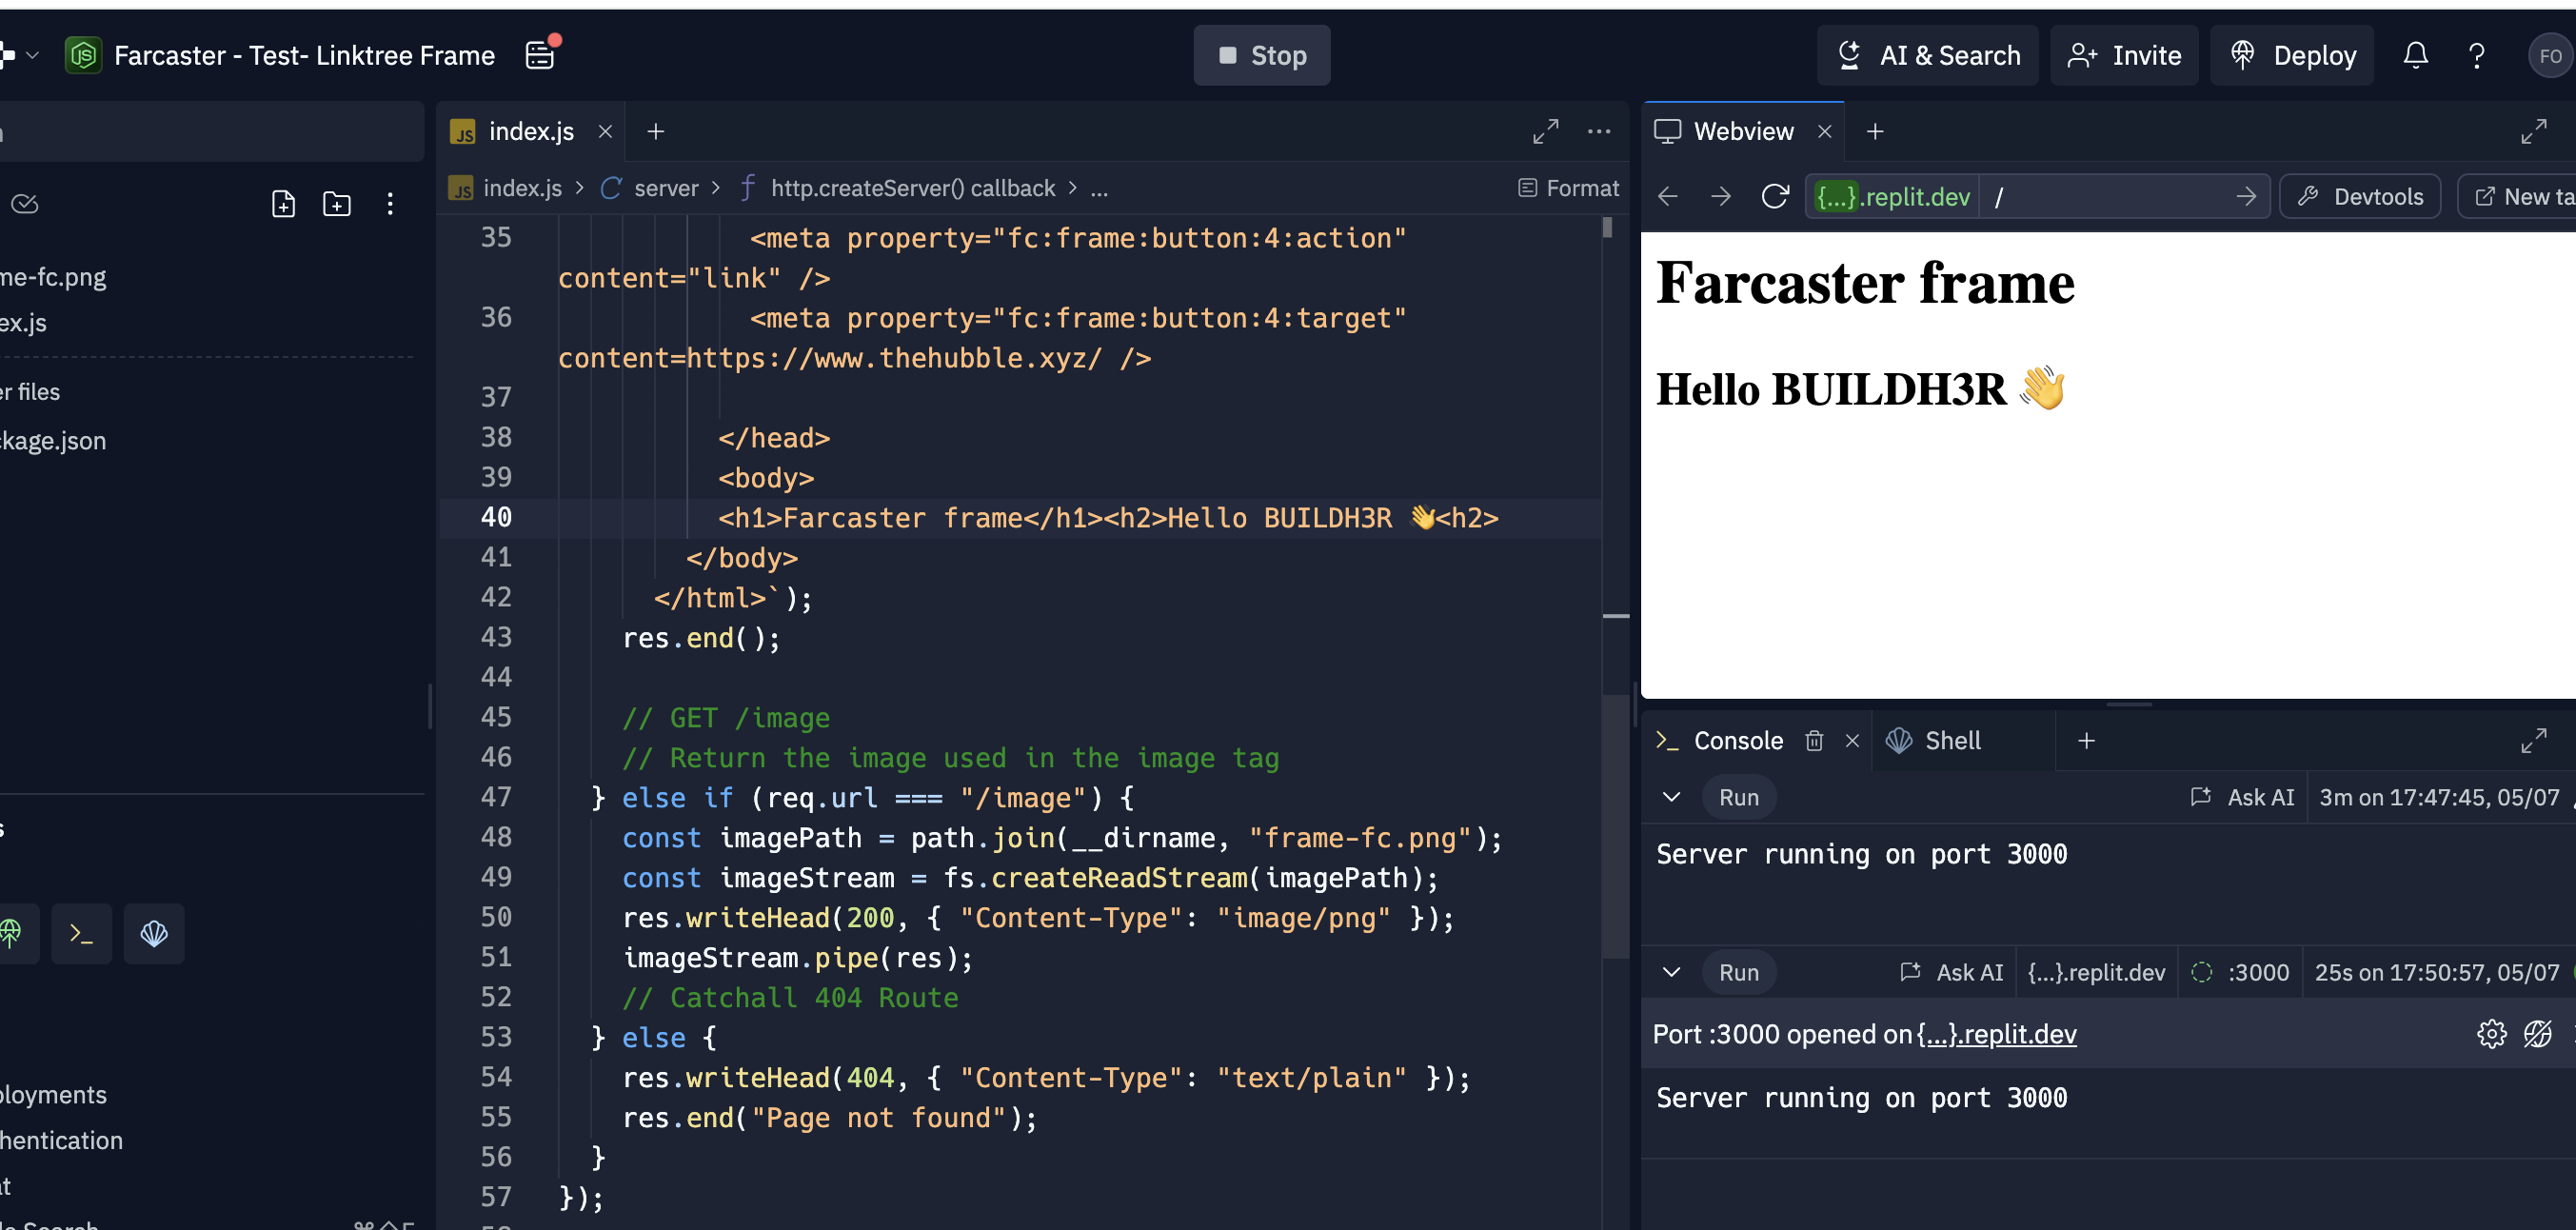 Farcaster - Test- Linktree Frame
Stop
AI & Search
Invite
Deploy
?
FO
me-fc.png
ex.js
er files
ckage.json
s
ployments
hentication
at
JS index.js
JS index.js > server > http.createServer() callback > ...
Format
35 <meta property="fc:frame:button:4:action"
content="link" />
36 <meta property="fc:frame:button:4:target"
content=https://www.thehubble.xyz/ />
37
38 </head>
39 <body>
40 <h1>Farcaster frame</h1><h2>Hello BUILDH3R 👋<h2>
41 </body>
42 </html>`);
43 res.end();
44
45 // GET /image
46 // Return the image used in the image tag
47 } else if (req.url === "/image") {
48 const imagePath = path.join(__dirname, "frame-fc.png");
49 const imageStream = fs.createReadStream(imagePath);
50 res.writeHead(200, { "Content-Type": "image/png" });
51 imageStream.pipe(res);
52 // Catchall 404 Route
53 } else {
54 res.writeHead(404, { "Content-Type": "text/plain" });
55 res.end("Page not found");
56 }
57 });
Webview
{...}.replit.dev /
Devtools
New ta
Farcaster frame
Hello BUILDH3R 👋
Console
Shell
Run
Ask AI
3m on 17:47:45, 05/07
Server running on port 3000
Run
Ask AI
{...}.replit.dev
:3000
25s on 17:50:57, 05/07
Port :3000 opened on {...}.replit.dev
Server running on port 3000